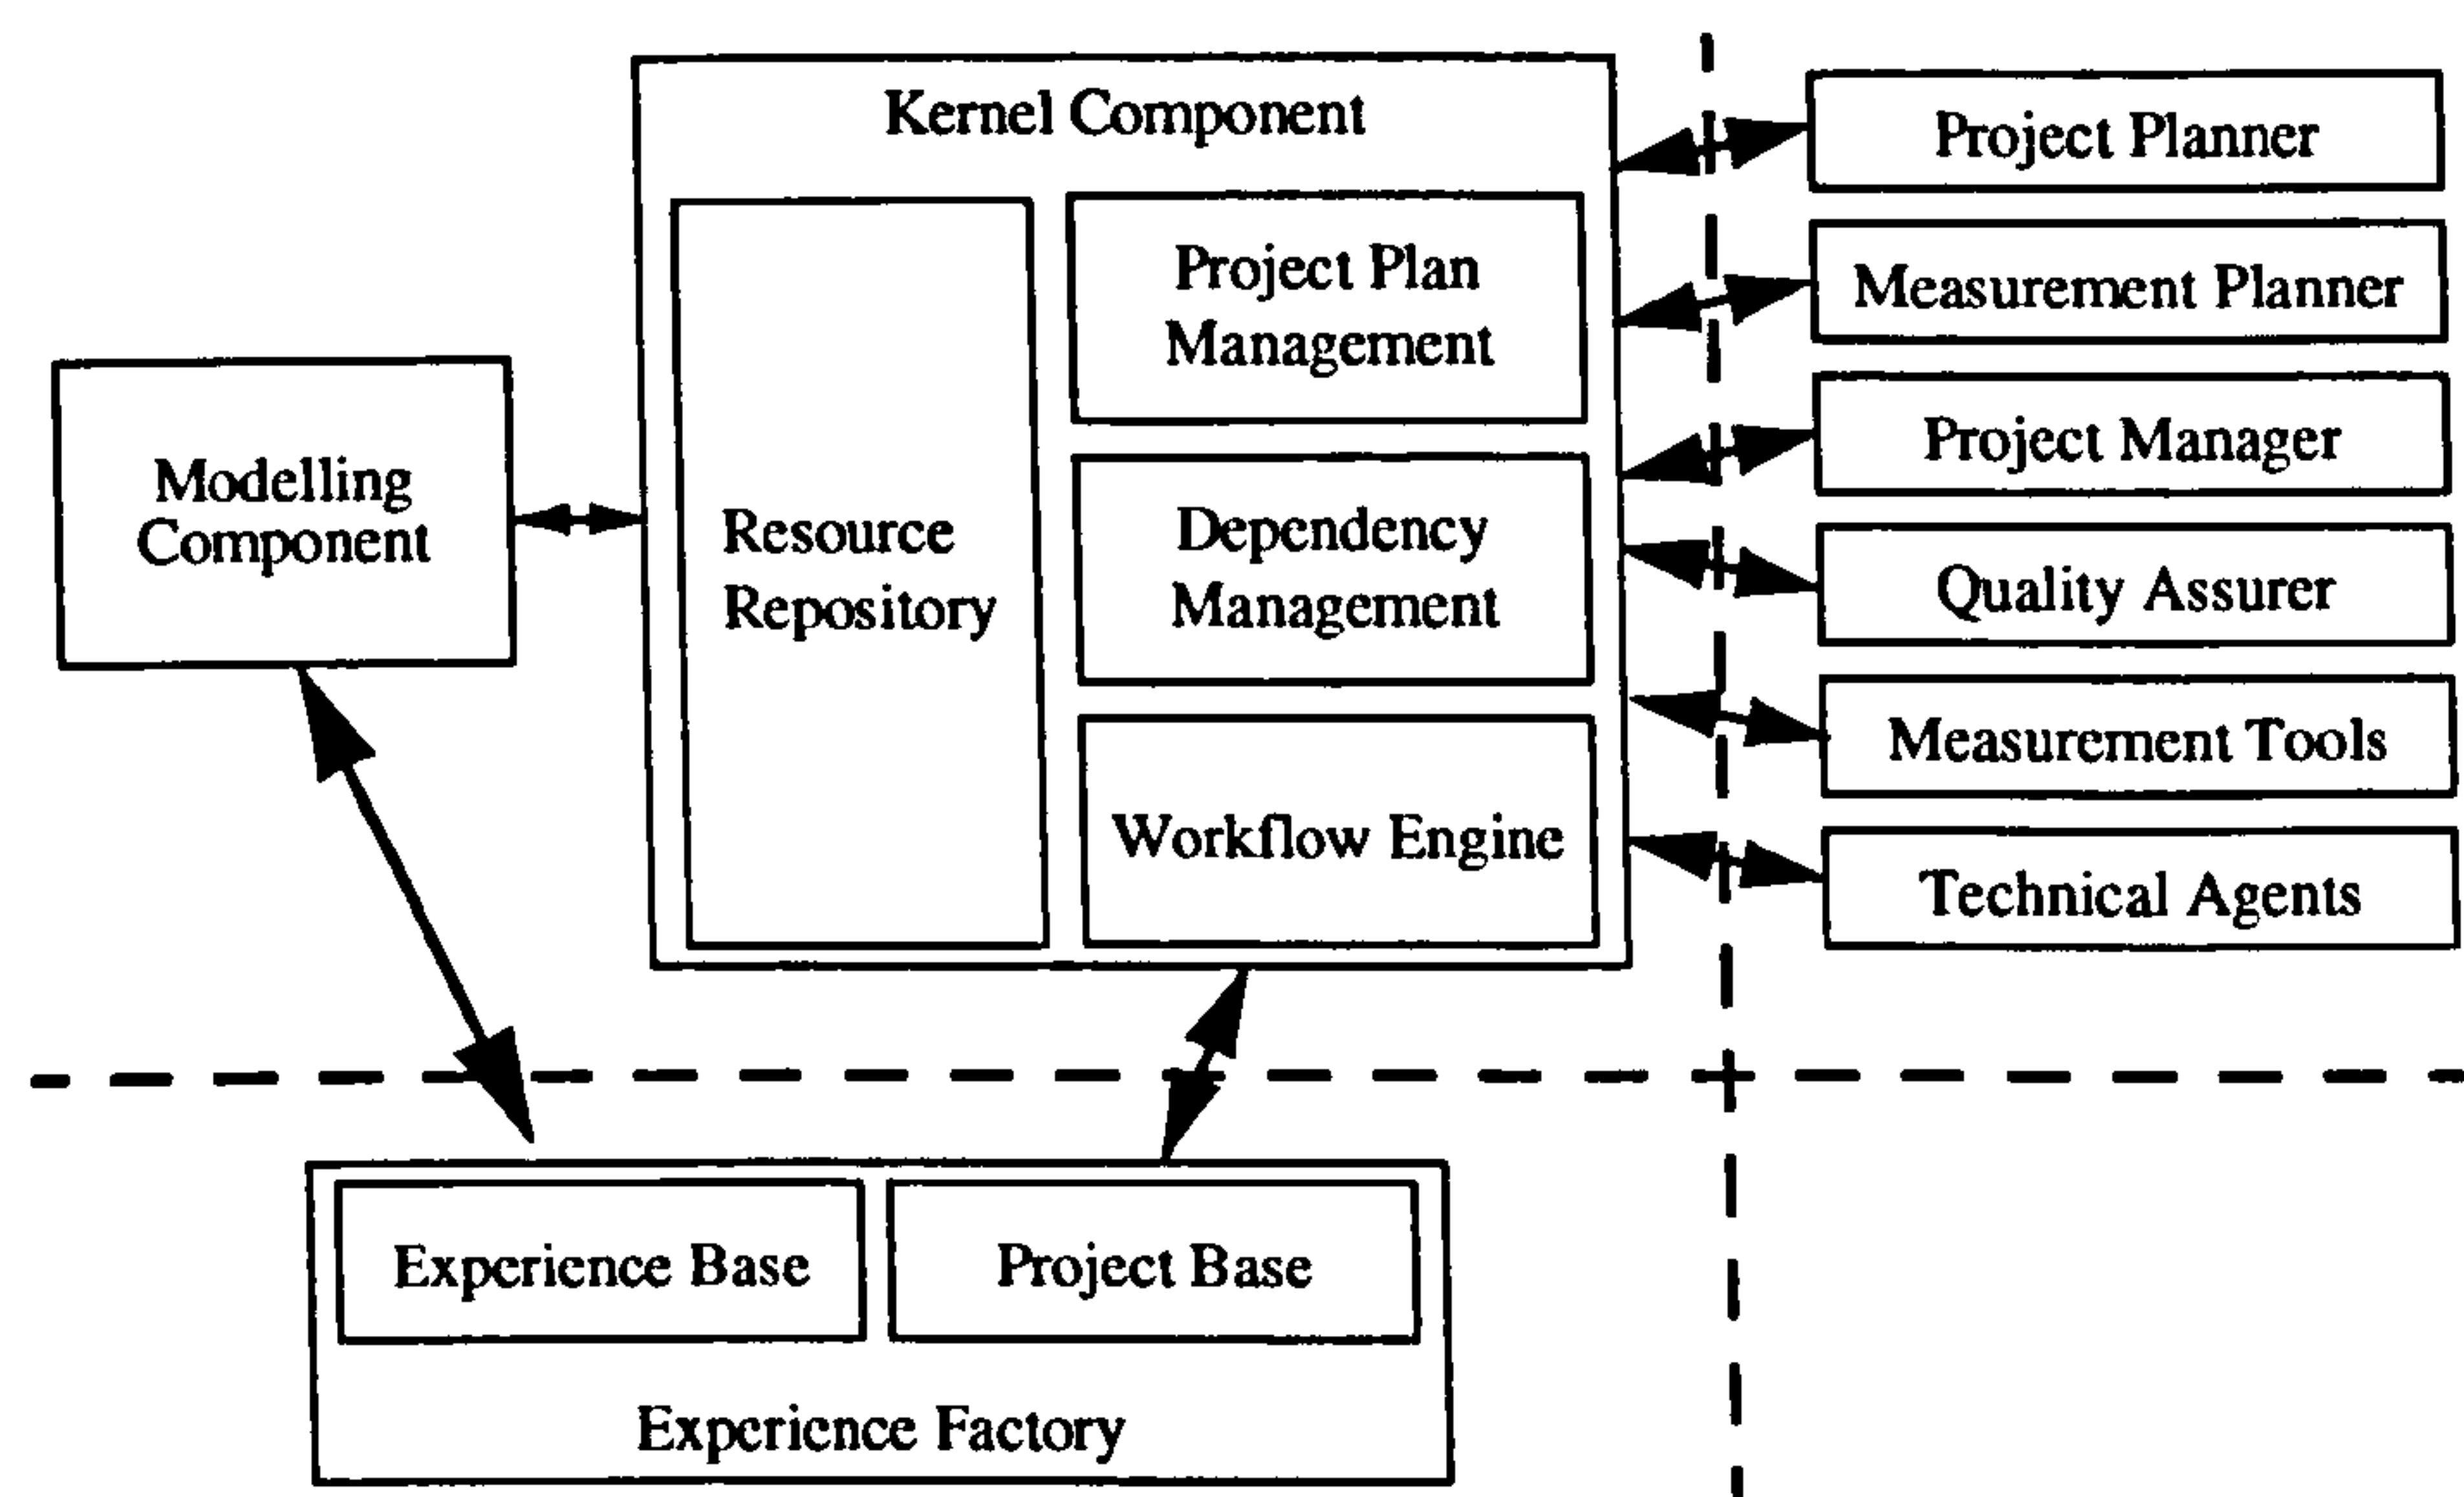 Kernel Component
Project Plan
Management
Resource
Repository
Dependency
Management
Workflow Engine
Modelling
Component
Project Planner
Measurement Planner
Project Manager
Quality Assurer
Measurement Tools
Technical Agents
Experience Base
Project Base
Experience Factory